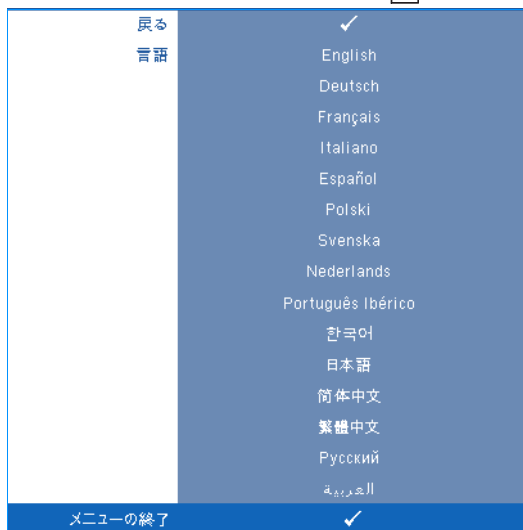 戻る ✓
言語 English
Deutsch
Français
Italiano
Español
Polski
Svenska
Nederlands
Português Ibérico
한국어
日本語
简体中文
繁體中文
Русский
العربية
メニューの終了 ✓